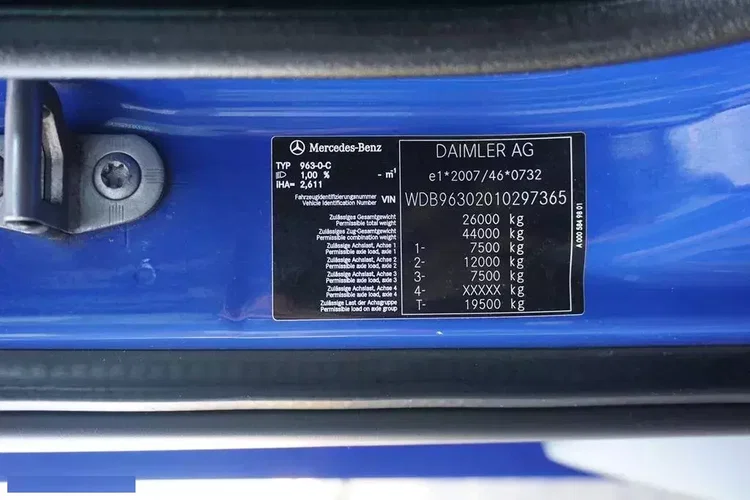 Mercedes-Benz
DAIMLER AG
TYP 963-0-C
1,00 % - m⁻¹
iHA= 2,611
e1*2007/46*0732
Fahrzeugidentifizierungsnummer
Vehicle Identification Number VIN WDB96302010297365
Zulässiges Gesamtgewicht
Permissible total weight 26000 kg
Zulässiges Zug-Gesamtgewicht
Permissible combination weight 44000 kg
Zulässige Achslast, Achse 1
Permissible axle load, axle 1 1- 7500 kg
Zulässige Achslast, Achse 2
Permissible axle load, axle 2 2- 12000 kg
Zulässige Achslast, Achse 3
Permissible axle load, axle 3 3- 7500 kg
Zulässige Achslast, Achse 4
Permissible axle load, axle 4 4- XXXXX kg
Zulässige Last der Achsgruppe
Permissible load on axle group T- 19500 kg
A 000 584 98 01